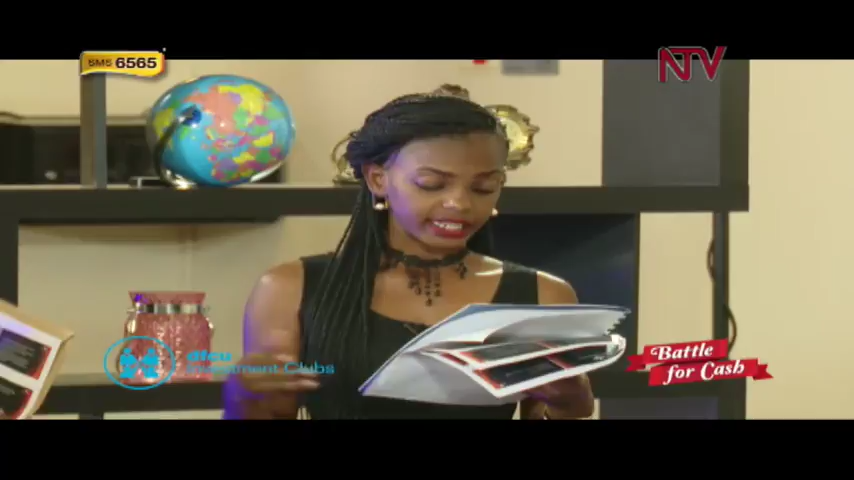 SMS 6565
NTV
dfcu
Investment Clubs
Battle
for Cash